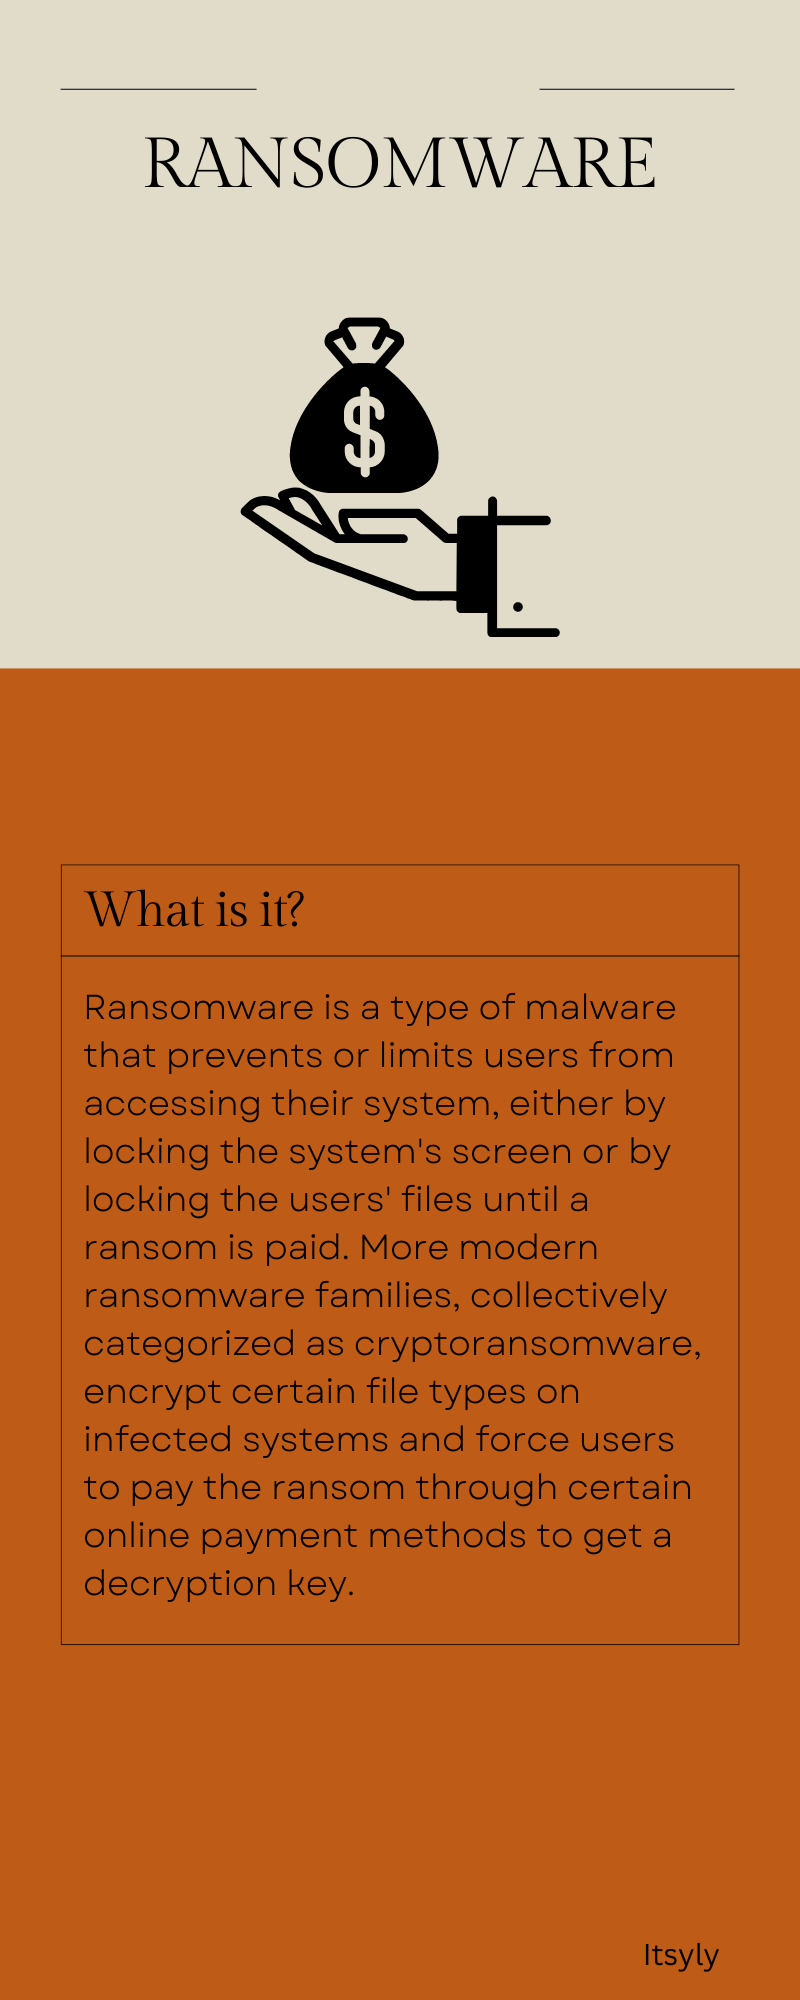 RANSOMWARE
$
What is it?
Ransomware is a type of malware
that prevents or limits users from
accessing their system, either by
locking the system's screen or by
locking the users' files until a
ransom is paid. More modern
ransomware families, collectively
categorized as cryptoransomware,
encrypt certain file types on
infected systems and force users
to pay the ransom through certain
online payment methods to get a
decryption key.
Itsyly